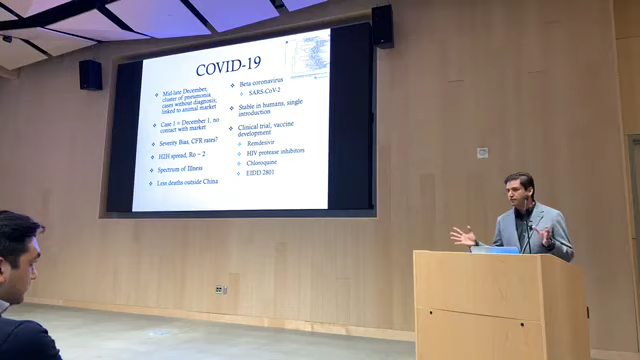 COVID-19
Mid-late December,
cluster of pneumonia
cases without diagnosis;
linked to animal market
Case 1 = December 1, no
contact with market
Severity Bias, CFR rates?
H2H spread, Ro ~ 2
Spectrum of Illness
Less deaths outside China
Beta coronavirus
SARS-CoV-2
Stable in humans, single
introduction
Clinical trial, vaccine
development
Remdesivir
HIV protease inhibitors
Chloroquine
EIDD 2801